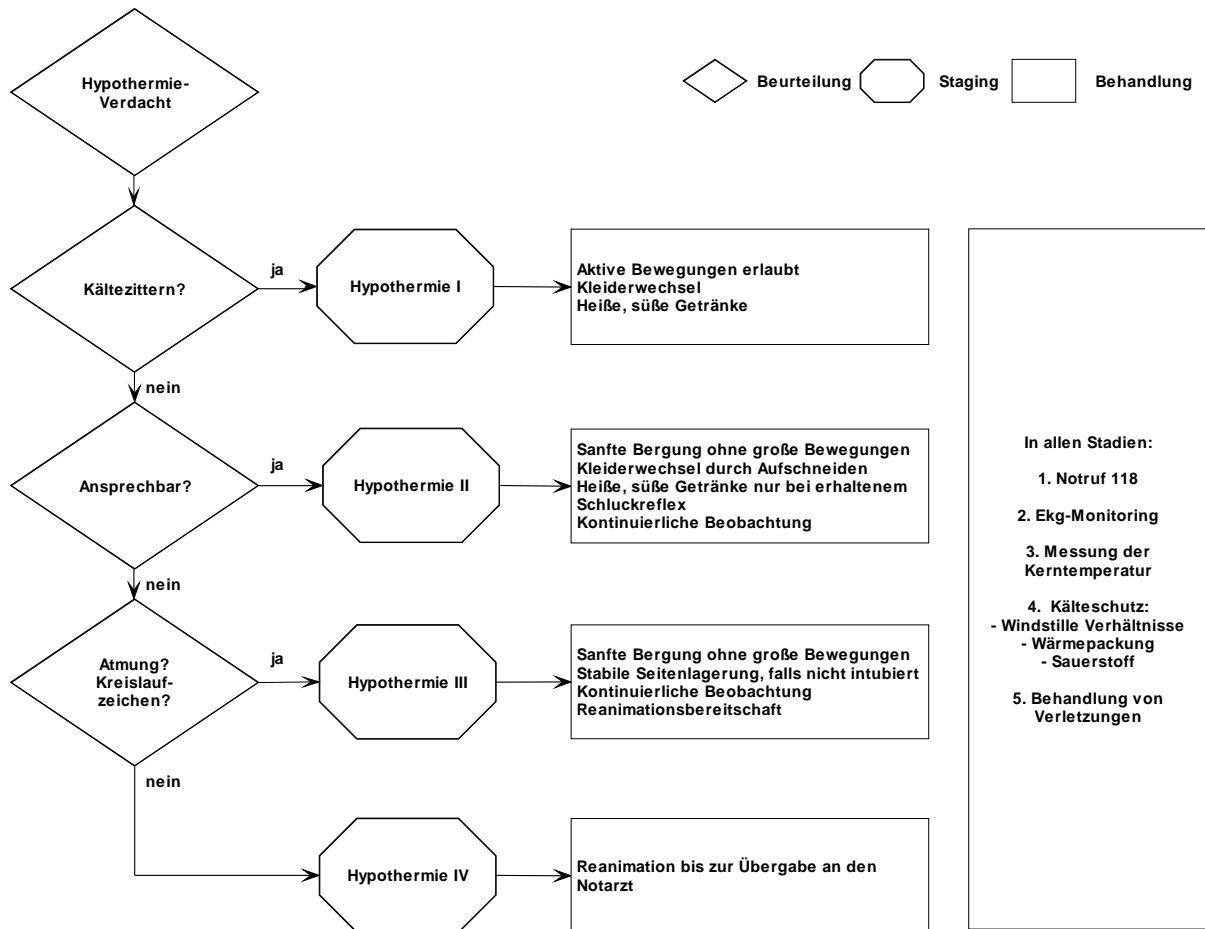 Hypothermie-
Verdacht
Beurteilung
Staging
Behandlung
Kältezittern?
ja
Hypothermie I
Aktive Bewegungen erlaubt
Kleiderwechsel
Heiße, süße Getränke
nein
Ansprechbar?
ja
Hypothermie II
Sanfte Bergung ohne große Bewegungen
Kleiderwechsel durch Aufschneiden
Heiße, süße Getränke nur bei erhaltenem
Schluckreflex
Kontinuierliche Beobachtung
nein
Atmung?
Kreislauf-
zeichen?
ja
Hypothermie III
Sanfte Bergung ohne große Bewegungen
Stabile Seitenlagerung, falls nicht intubiert
Kontinuierliche Beobachtung
Reanimationsbereitschaft
nein
Hypothermie IV
Reanimation bis zur Übergabe an den
Notarzt
In allen Stadien:
1. Notruf 118
2. Ekg-Monitoring
3. Messung der
Kerntemperatur
4. Kälteschutz:
- Windstille Verhältnisse
- Wärmepackung
- Sauerstoff
5. Behandlung von
Verletzungen